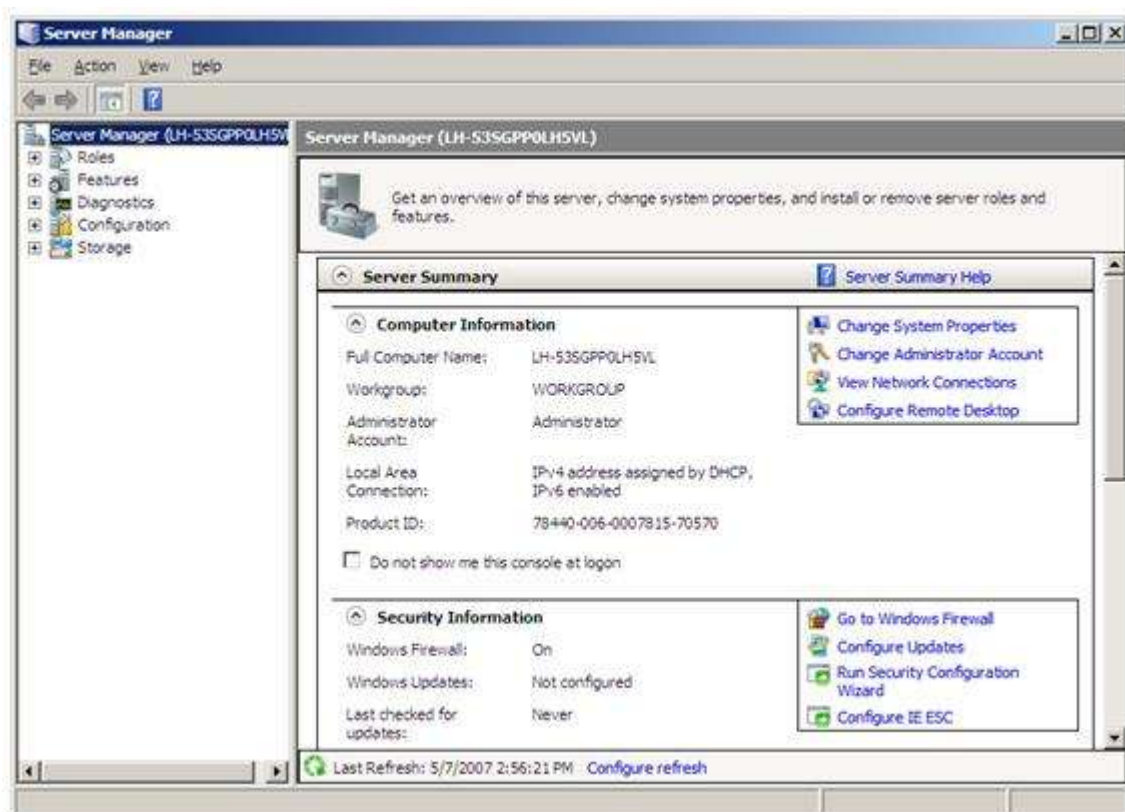 Server Manager
File Action View Help
Server Manager (LH-53SGPP0LH5V
Roles
Features
Diagnostics
Configuration
Storage
Server Manager (LH-53SGPP0LH5VL)
Get an overview of this server, change system properties, and install or remove server roles and
features.
Server Summary
Server Summary Help
Computer Information
Full Computer Name: LH-53SGPP0LH5VL
Workgroup: WORKGROUP
Administrator
Account: Administrator
Local Area
Connection: IPv4 address assigned by DHCP,
IPv6 enabled
Product ID: 78440-006-0007815-70570
Do not show me this console at logon
Change System Properties
Change Administrator Account
View Network Connections
Configure Remote Desktop
Security Information
Windows Firewall: On
Windows Updates: Not configured
Last checked for
updates: Never
Go to Windows Firewall
Configure Updates
Run Security Configuration
Wizard
Configure IE ESC
Last Refresh: 5/7/2007 2:56:21 PM Configure refresh